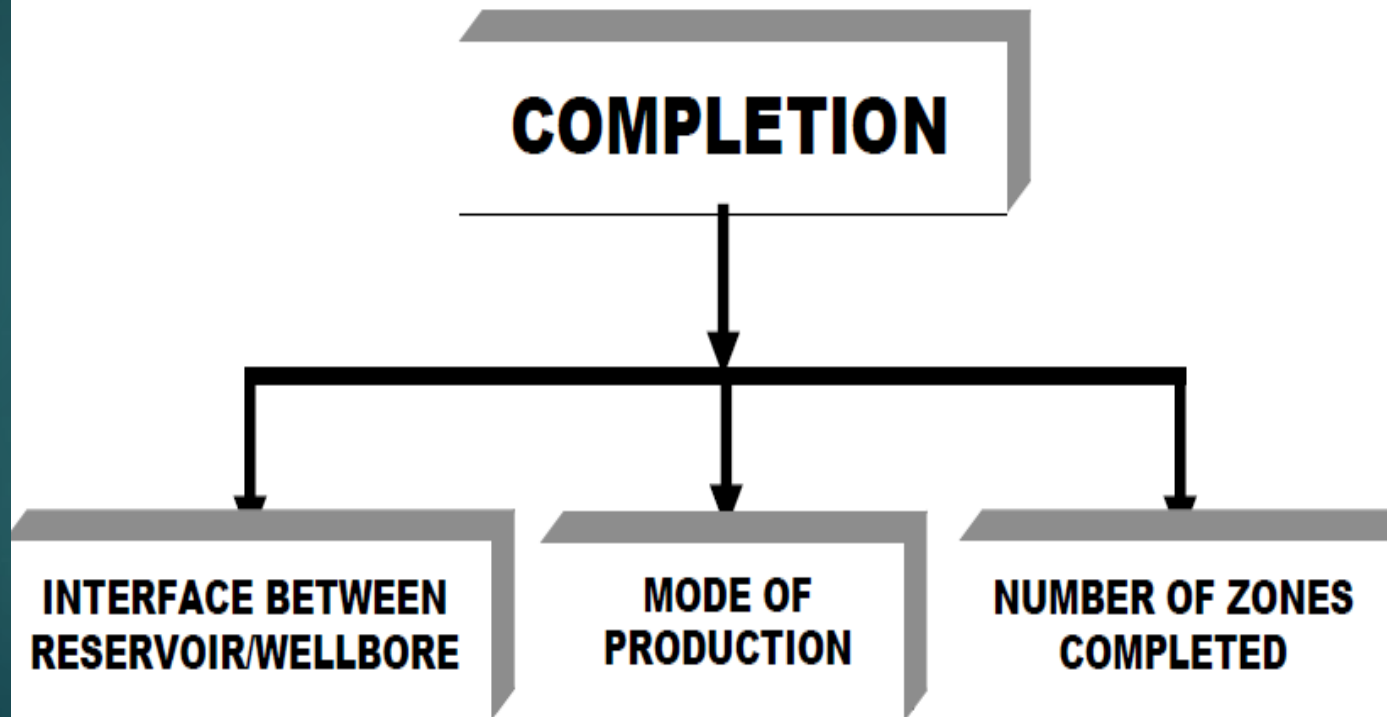 COMPLETION
INTERFACE BETWEEN
RESERVOIR/WELLBORE
MODE OF
PRODUCTION
NUMBER OF ZONES
COMPLETED